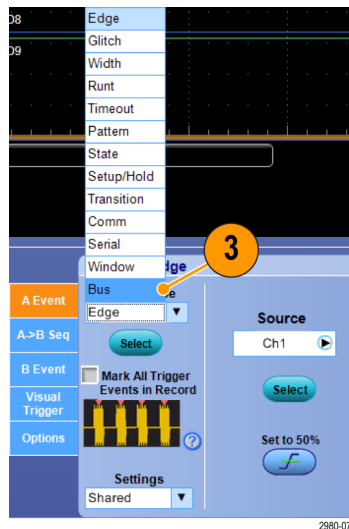 D8
Edge
Glitch
D9
Width
Runt
Timeout
Pattern
State
Setup/Hold
Transition
Comm
Serial
3
Window
dge
Bus
A Event
Edge
Source
A->B Seq
Ch1
Select
B Event
Mark All Trigger
Events in Record
Select
Visual
Trigger
Options
Set to 50%
Settings
Shared
2980-07